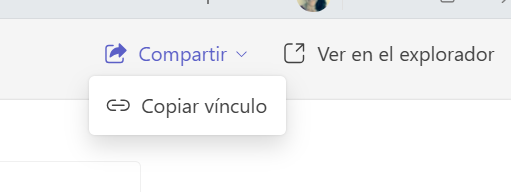 Compartir
Ver en el explorador
Copiar vínculo